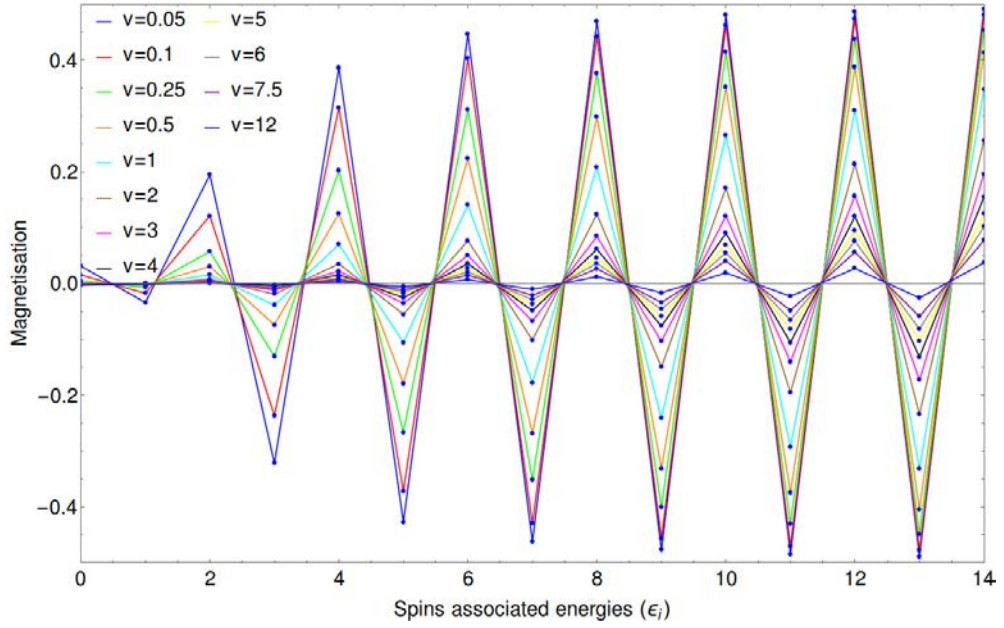 v=0.05
v=0.1
v=0.25
v=0.5
v=1
v=2
v=3
v=4
v=5
v=6
v=7.5
v=12
Magnetisation
0.4
0.2
0.0
−0.2
−0.4
0 2 4 6 8 10 12 14
Spins associated energies (ϵᵢ)